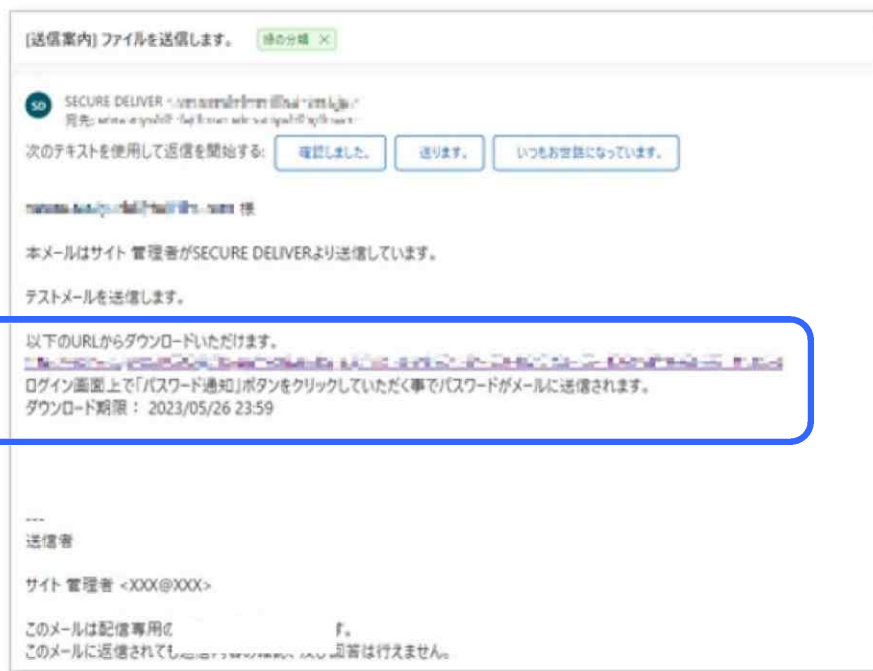 [送信案内] ファイルを送信します。 緑の分類 ×
SD SECURE DELIVER
宛先:
次のテキストを使用して返信を開始する: 確認しました。 送ります。 いつもお世話になっています。
様
本メールはサイト 管理者がSECURE DELIVERより送信しています。
テストメールを送信します。
以下のURLからダウンロードいただけます。
ログイン画面上で「パスワード通知」ボタンをクリックしていただく事でパスワードがメールに送信されます。
ダウンロード期限： 2023/05/26 23:59
---
送信者
サイト 管理者 <XXX@XXX>
このメールは配信専用の す。
このメールに返信されても 回答は行えません。